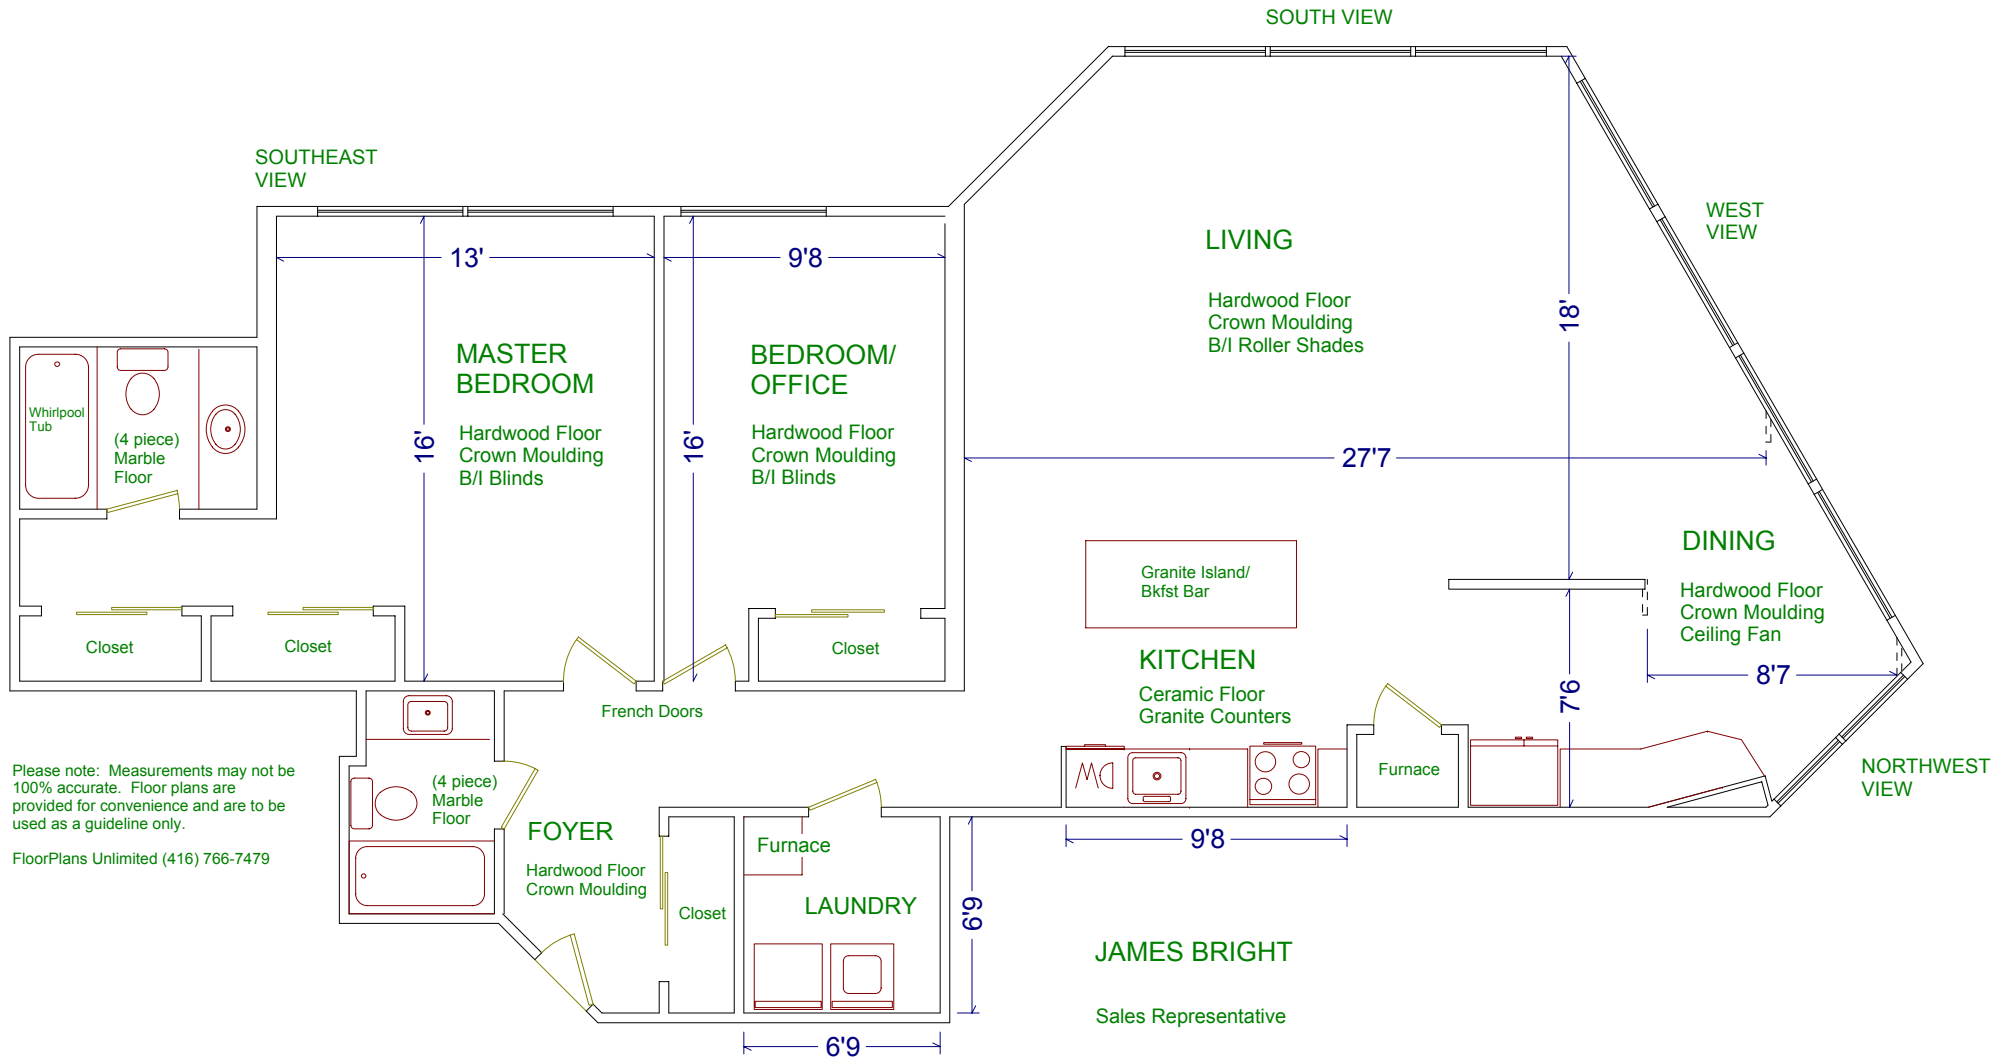 SOUTH VIEW
SOUTHEAST
VIEW
WEST
VIEW
LIVING
Hardwood Floor
Crown Moulding
B/I Roller Shades
13'
9'8
18'
MASTER
BEDROOM
Hardwood Floor
Crown Moulding
B/I Blinds
16'
BEDROOM/
OFFICE
Hardwood Floor
Crown Moulding
B/I Blinds
16'
27'7
Whirlpool
Tub
(4 piece)
Marble
Floor
DINING
Hardwood Floor
Crown Moulding
Ceiling Fan
8'7
Granite Island/
Bkfst Bar
KITCHEN
Ceramic Floor
Granite Counters
7'6
Closet
Closet
Closet
French Doors
DW
Furnace
NORTHWEST
VIEW
Please note: Measurements may not be
100% accurate. Floor plans are
provided for convenience and are to be
used as a guideline only.
FloorPlans Unlimited (416) 766-7479
(4 piece)
Marble
Floor
FOYER
Hardwood Floor
Crown Moulding
Closet
Furnace
LAUNDRY
9'8
6'9
6'9
JAMES BRIGHT
Sales Representative